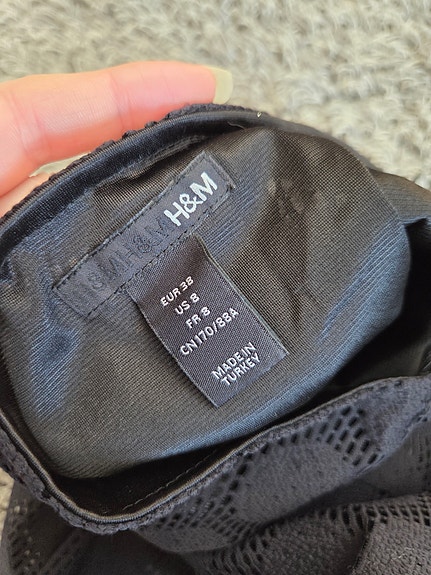 H&M H&M H&M
EUR 38
US 8
FR 8
CN 170/88A
MADE IN
TURKEY